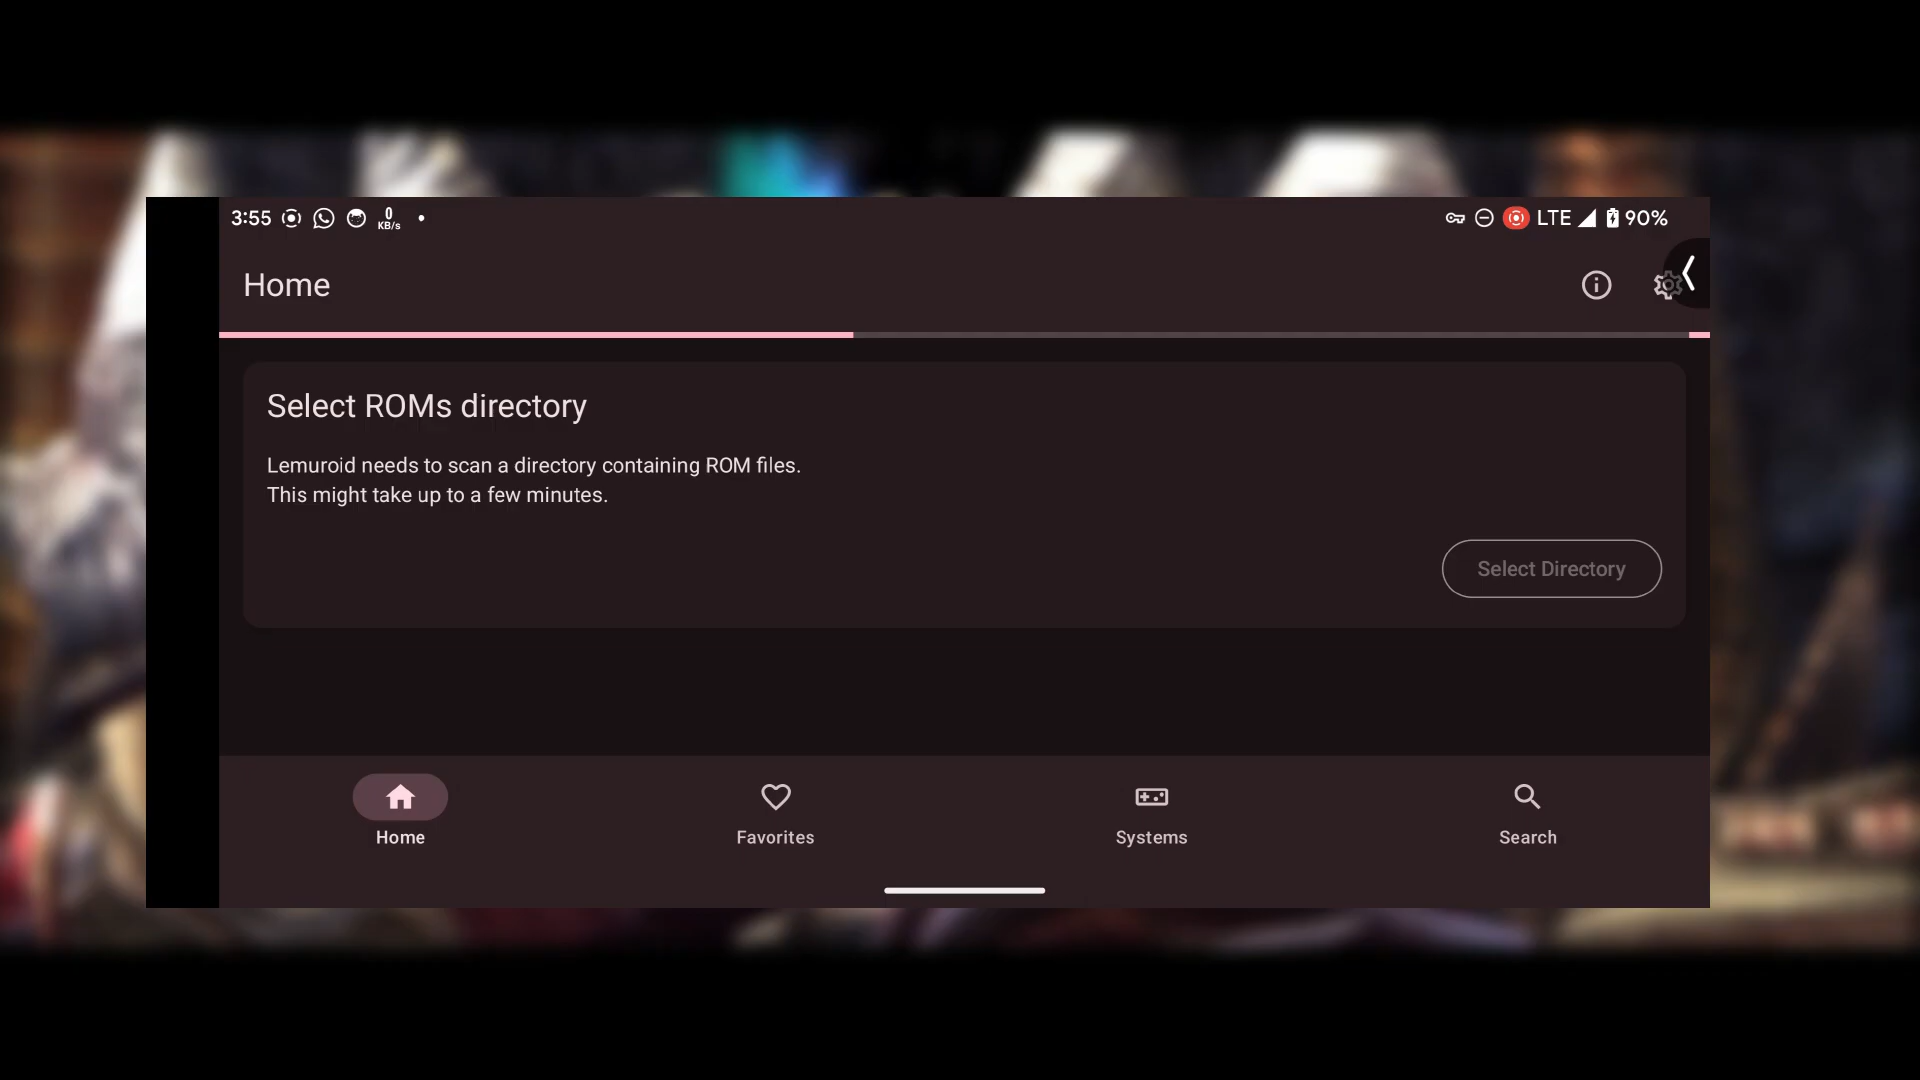 3:55 0 KB/s LTE 90%
Home
Select ROMs directory
Lemuroid needs to scan a directory containing ROM files.
This might take up to a few minutes.
Select Directory
Home Favorites Systems Search